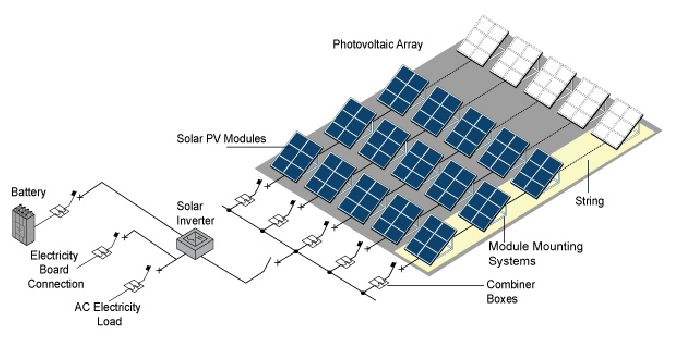 Photovoltaic Array
Solar PV Modules
Battery
Solar
Inverter
String
Electricity
Board
Connection
Module Mounting
Systems
AC Electricity
Load
Combiner
Boxes